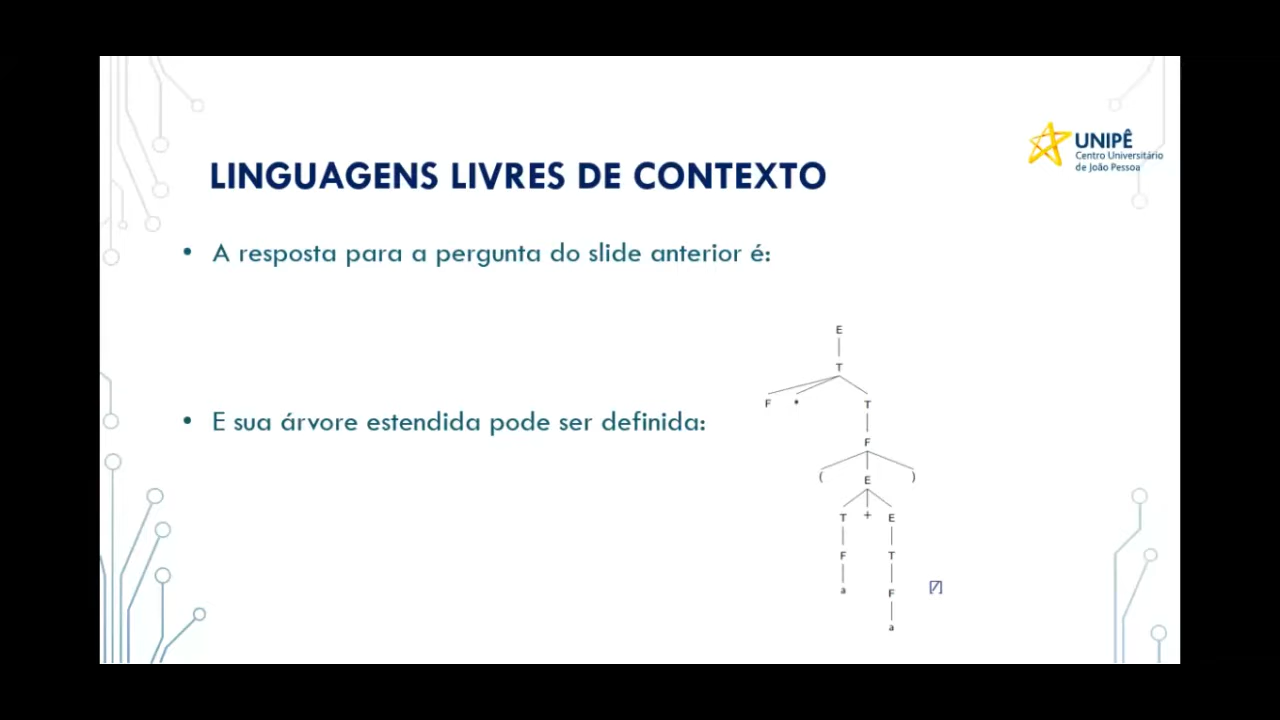 UNIPÊ
Centro Universitário
de João Pessoa
LINGUAGENS LIVRES DE CONTEXTO
• A resposta para a pergunta do slide anterior é:
E
T
F * T
• E sua árvore estendida pode ser definida:
F
( E )
T + E
F T
a F
a